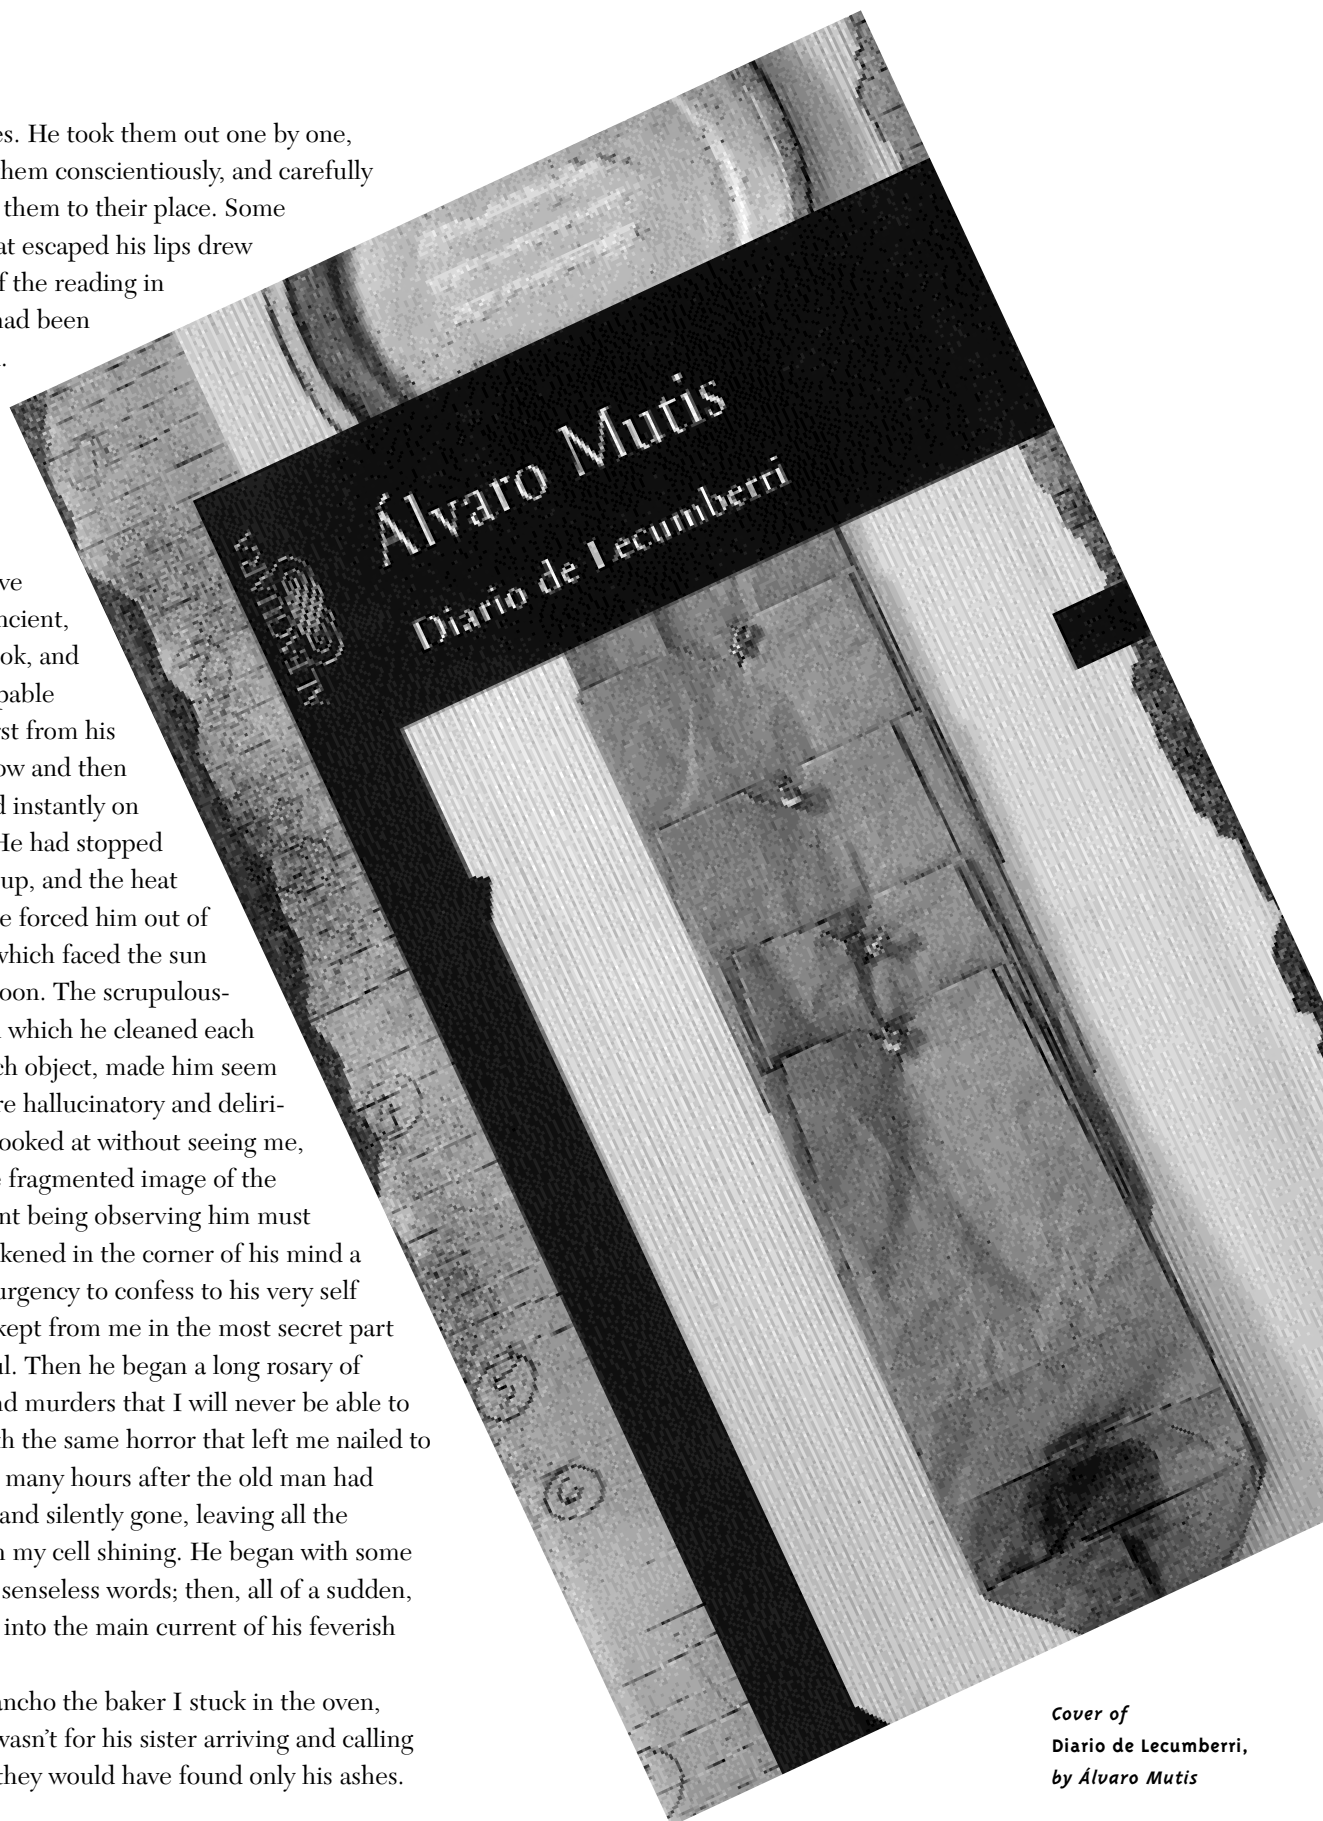 es. He took them out one by one,
hem conscientiously, and carefully
them to their place. Some
at escaped his lips drew
f the reading in
had been
.
ve
ncient,
ok, and
pable
rst from his
ow and then
d instantly on
He had stopped
up, and the heat
e forced him out of
which faced the sun
oon. The scrupulous-
which he cleaned each
ch object, made him seem
re hallucinatory and deliri-
ooked at without seeing me,
e fragmented image of the
nt being observing him must
kened in the corner of his mind a
urgency to confess to his very self
kept from me in the most secret part
ul. Then he began a long rosary of
nd murders that I will never be able to
th the same horror that left me nailed to
many hours after the old man had
and silently gone, leaving all the
n my cell shining. He began with some
senseless words; then, all of a sudden,
into the main current of his feverish
ancho the baker I stuck in the oven,
wasn't for his sister arriving and calling
they would have found only his ashes.
Álvaro Mutis
Diario de Lecumberri
Cover of
Diario de Lecumberri,
by Álvaro Mutis